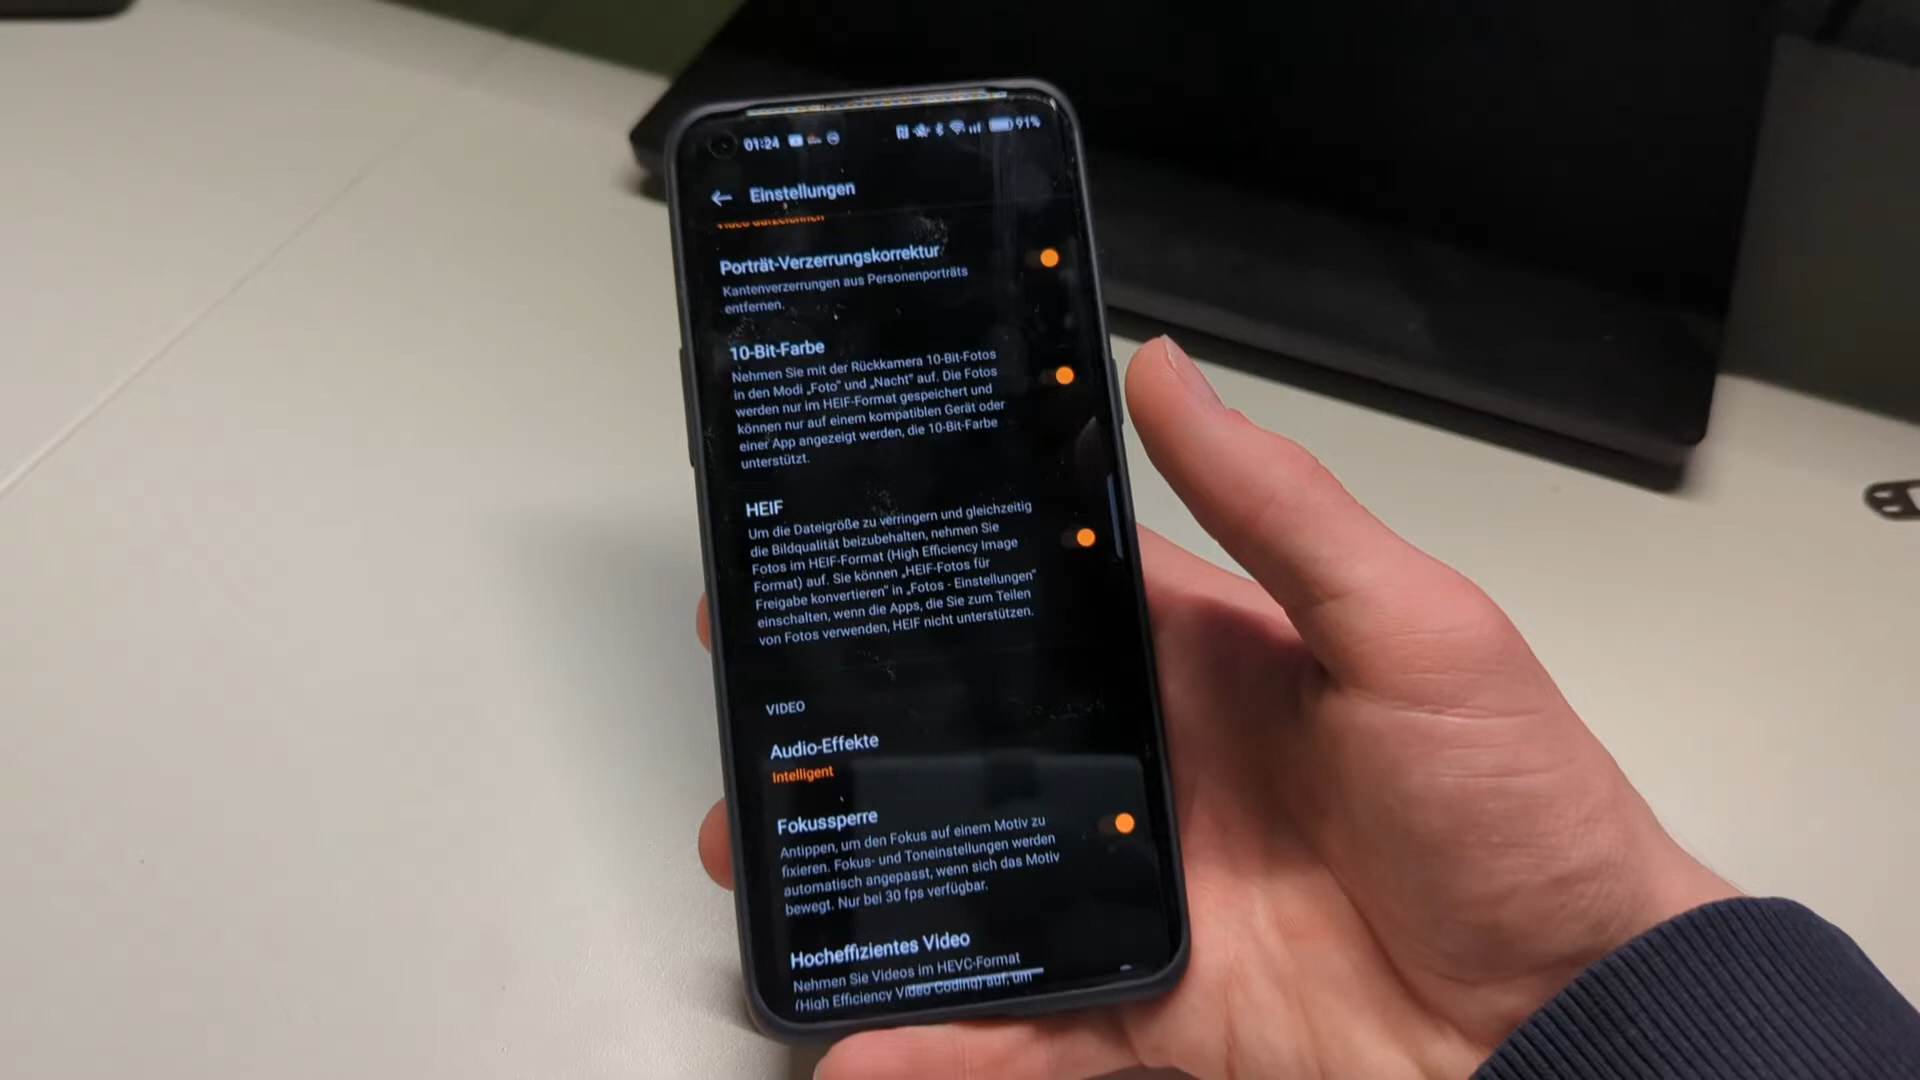 01:24
91%
Einstellungen
Video aufzeichnen
Porträt-Verzerrungskorrektur
Kantenverzerrungen aus Personenporträts
entfernen.
10-Bit-Farbe
Nehmen Sie mit der Rückkamera 10-Bit-Fotos
in den Modi „Foto" und „Nacht" auf. Die Fotos
werden nur im HEIF-Format gespeichert und
können nur auf einem kompatiblen Gerät oder
einer App angezeigt werden, die 10-Bit-Farbe
unterstützt.
HEIF
Um die Dateigröße zu verringern und gleichzeitig
die Bildqualität beizubehalten, nehmen Sie
Fotos im HEIF-Format (High Efficiency Image
Format) auf. Sie können „HEIF-Fotos für
Freigabe konvertieren" in „Fotos - Einstellungen"
einschalten, wenn die Apps, die Sie zum Teilen
von Fotos verwenden, HEIF nicht unterstützen.
VIDEO
Audio-Effekte
Intelligent
Fokussperre
Antippen, um den Fokus auf einem Motiv zu
fixieren. Fokus- und Toneinstellungen werden
automatisch angepasst, wenn sich das Motiv
bewegt. Nur bei 30 fps verfügbar.
Hocheffizientes Video
Nehmen Sie Videos im HEVC-Format
(High Efficiency Video Coding) auf, um